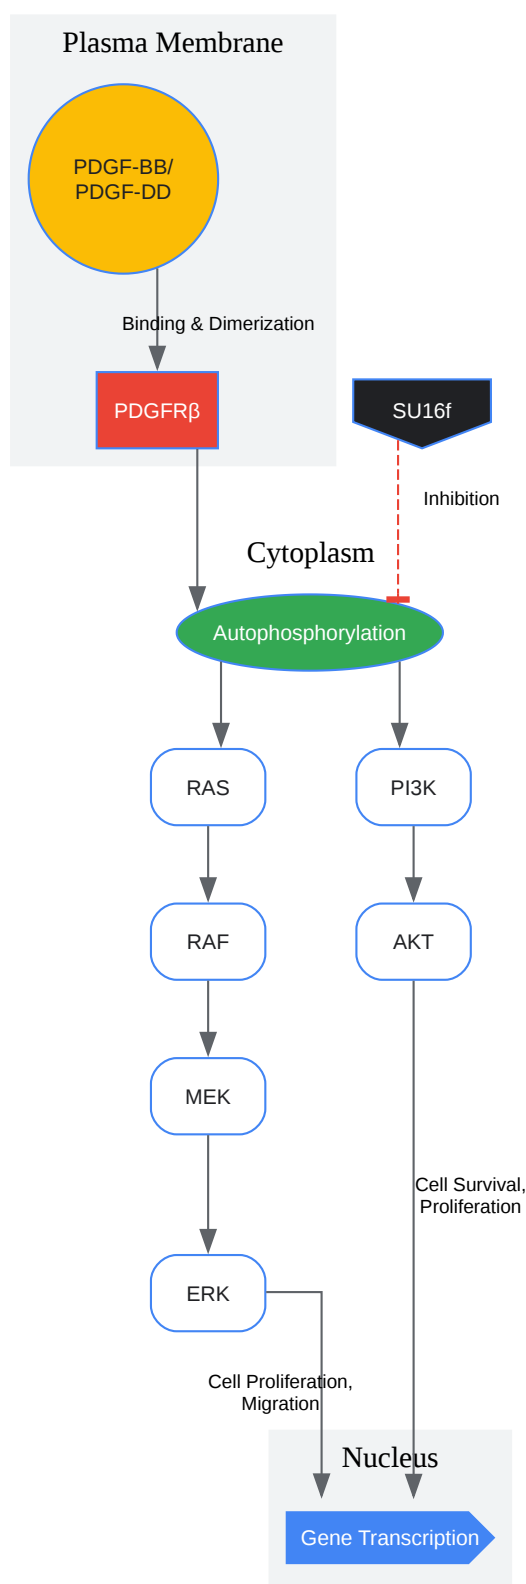 Plasma Membrane
PDGF-BB/
PDGF-DD
Binding & Dimerization
PDGFRβ
SU16f
Inhibition
Cytoplasm
Autophosphorylation
RAS
PI3K
RAF
AKT
MEK
Cell Survival,
Proliferation
ERK
Cell Proliferation,
Migration
Nucleus
Gene Transcription